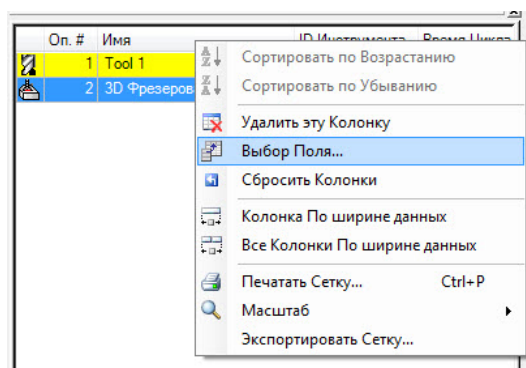 Оп. # Имя ID Инструмента Время Цикла
1 Tool 1
2 3D Фрезеров
Сортировать по Возрастанию
Сортировать по Убыванию
Удалить эту Колонку
Выбор Поля...
Сбросить Колонки
Колонка По ширине данных
Все Колонки По ширине данных
Печатать Сетку... Ctrl+P
Масштаб
Экспортировать Сетку...